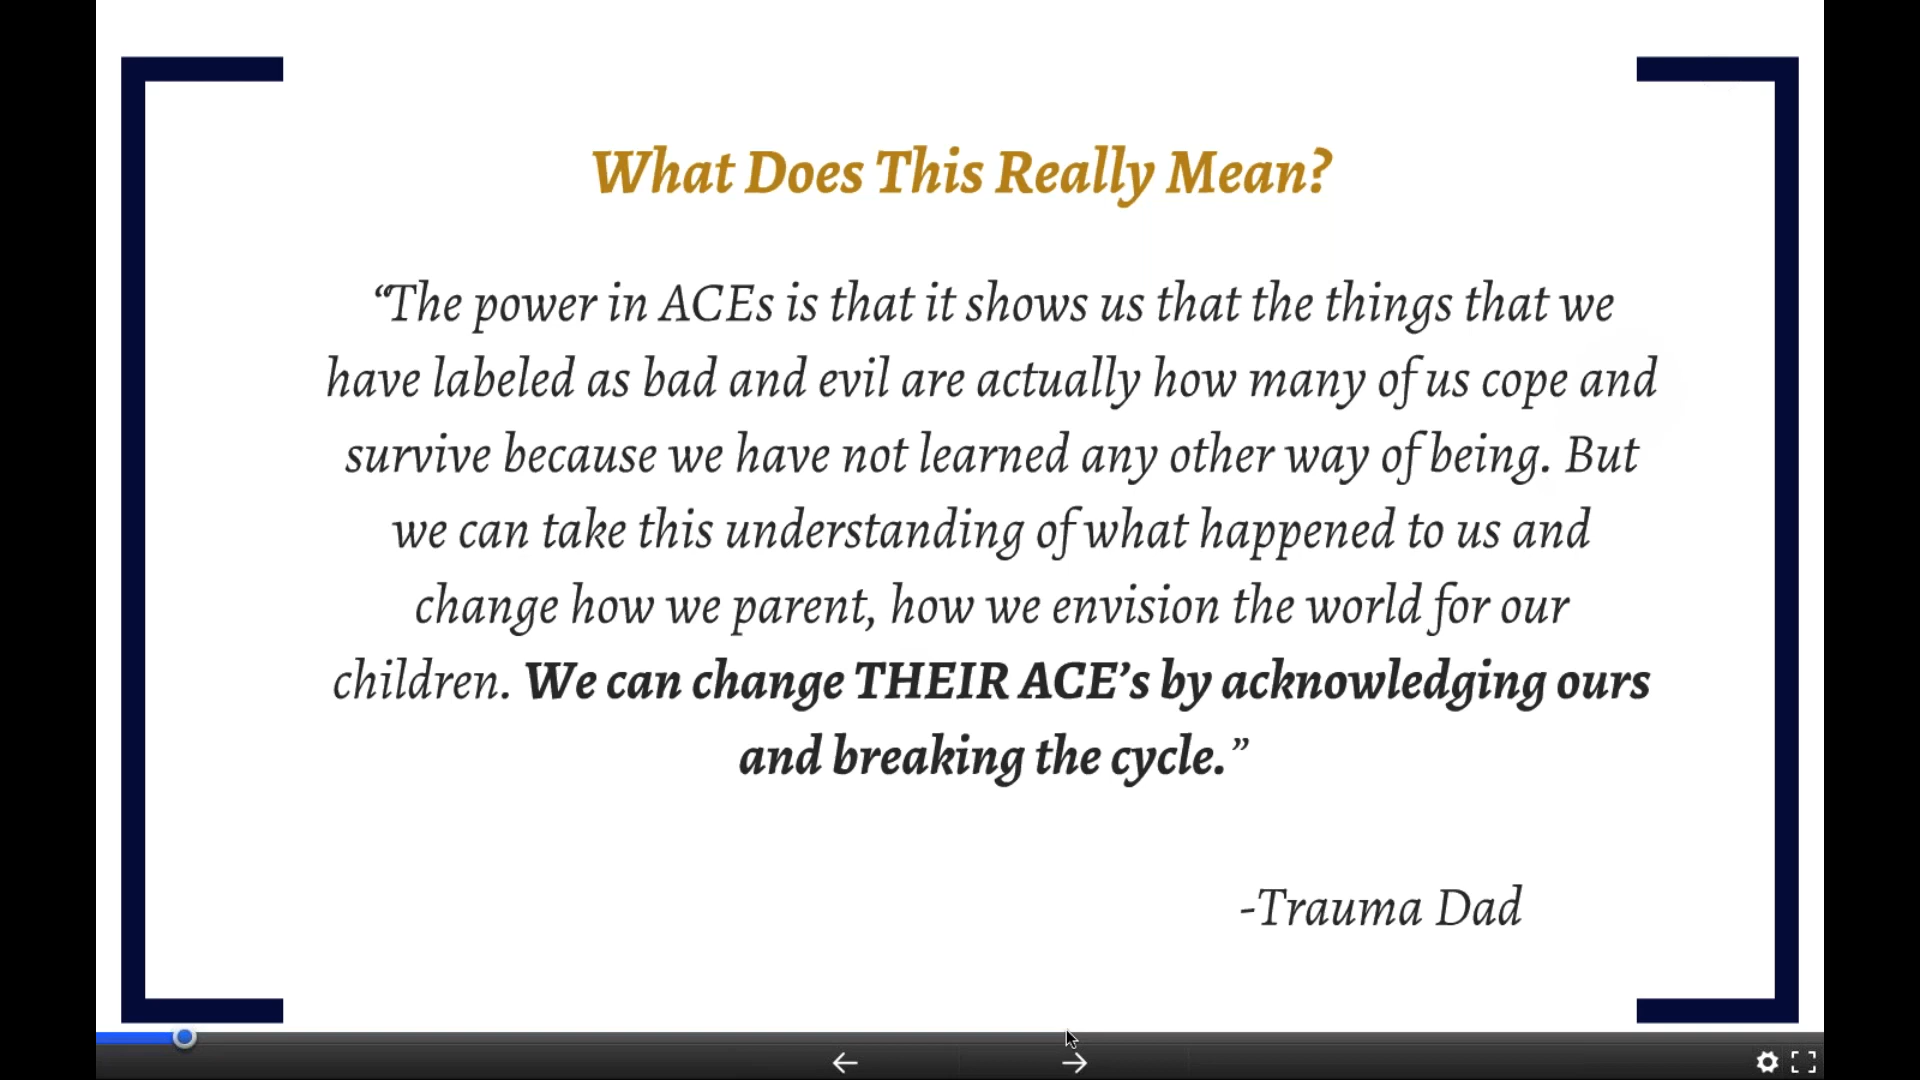 What Does This Really Mean?
“The power in ACEs is that it shows us that the things that we
have labeled as bad and evil are actually how many of us cope and
survive because we have not learned any other way of being. But
we can take this understanding of what happened to us and
change how we parent, how we envision the world for our
children. We can change THEIR ACE’s by acknowledging ours
and breaking the cycle.”
-Trauma Dad